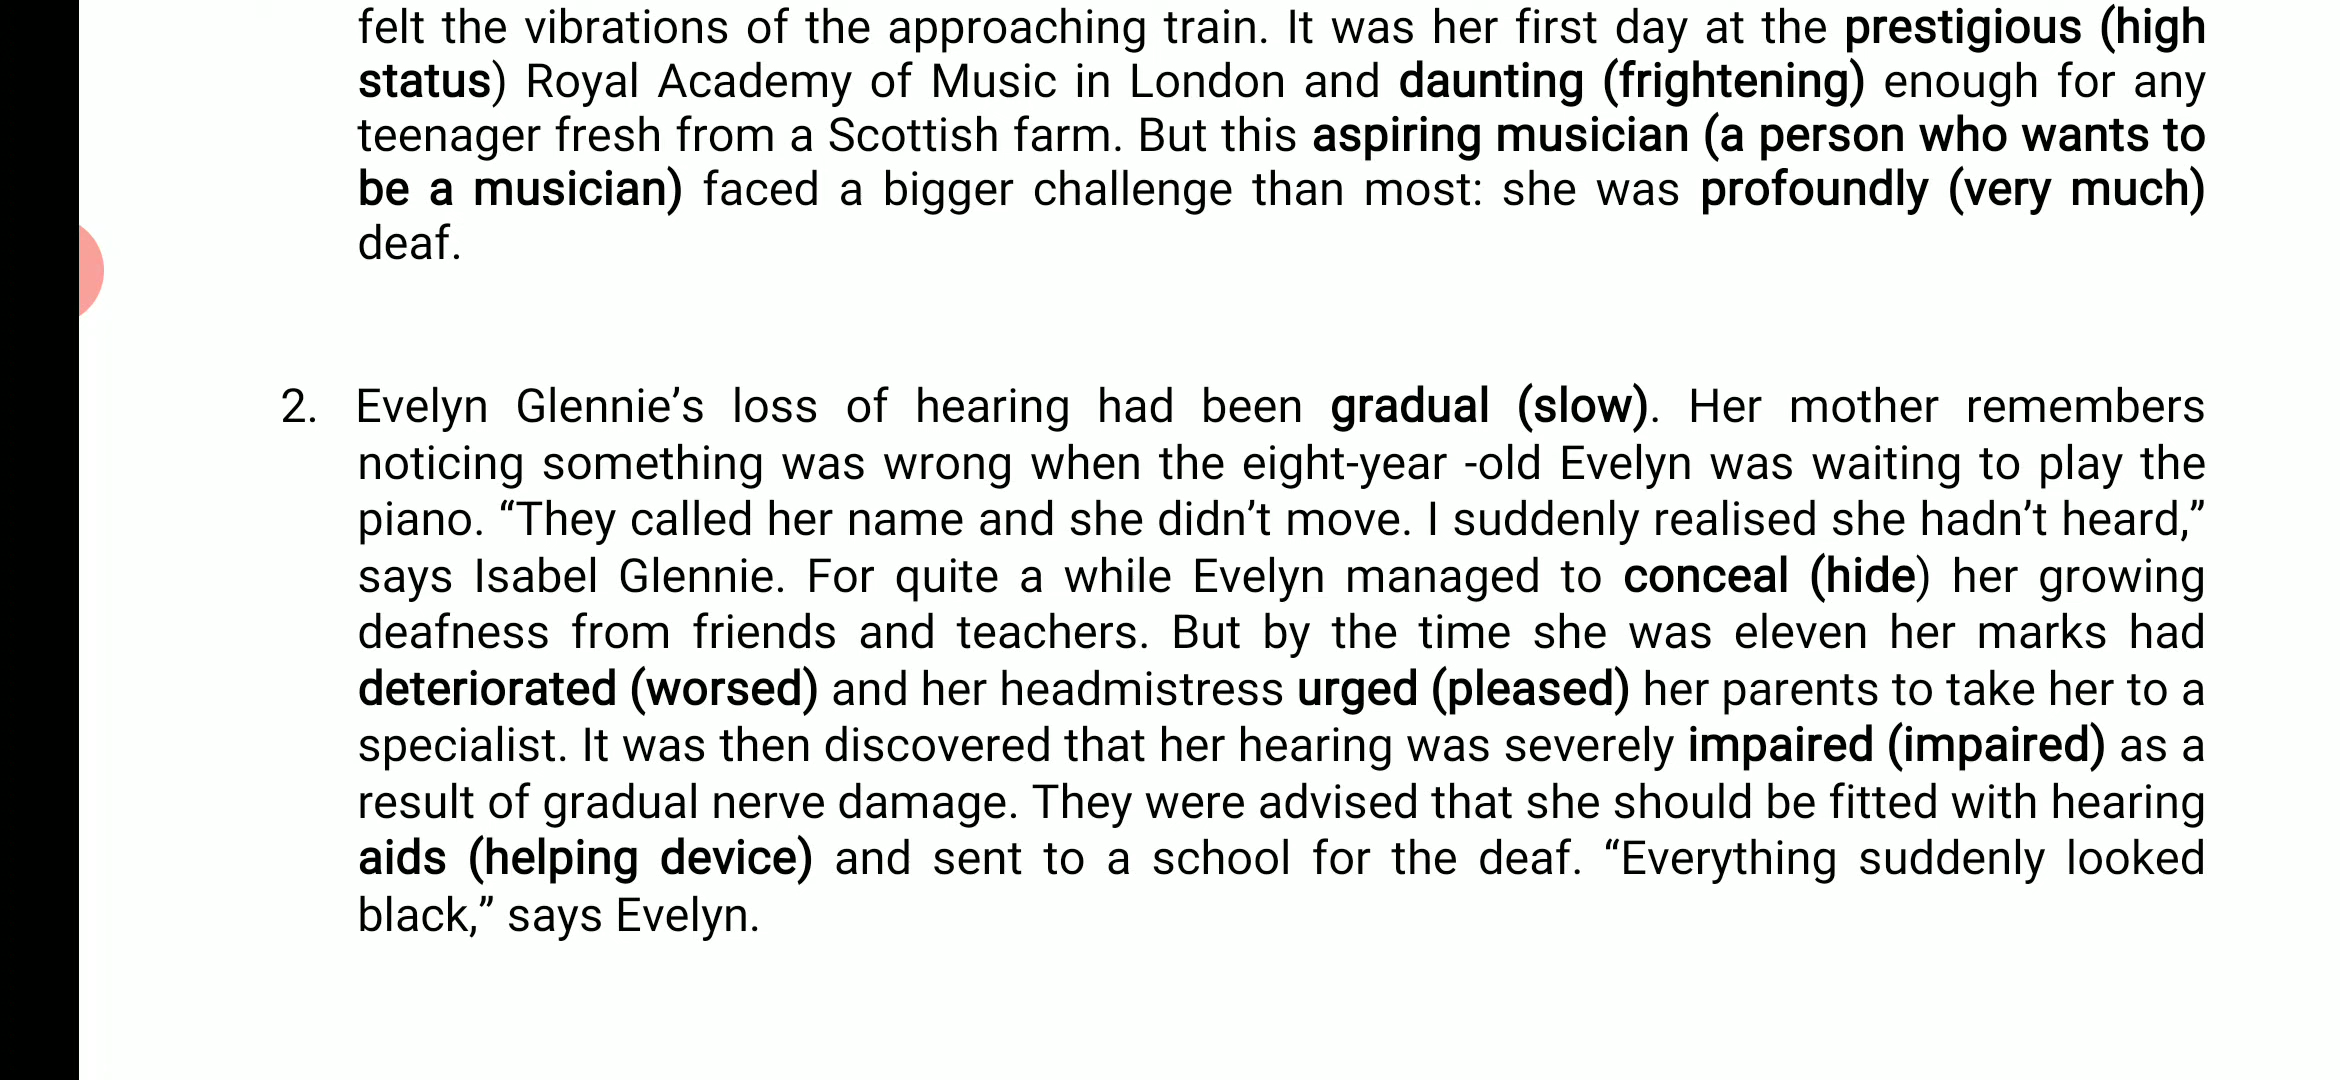 felt the vibrations of the approaching train. It was her first day at the prestigious (high
status) Royal Academy of Music in London and daunting (frightening) enough for any
teenager fresh from a Scottish farm. But this aspiring musician (a person who wants to
be a musician) faced a bigger challenge than most: she was profoundly (very much)
deaf.
2. Evelyn Glennie’s loss of hearing had been gradual (slow). Her mother remembers
noticing something was wrong when the eight-year -old Evelyn was waiting to play the
piano. “They called her name and she didn’t move. I suddenly realised she hadn’t heard,”
says Isabel Glennie. For quite a while Evelyn managed to conceal (hide) her growing
deafness from friends and teachers. But by the time she was eleven her marks had
deteriorated (worsed) and her headmistress urged (pleased) her parents to take her to a
specialist. It was then discovered that her hearing was severely impaired (impaired) as a
result of gradual nerve damage. They were advised that she should be fitted with hearing
aids (helping device) and sent to a school for the deaf. “Everything suddenly looked
black,” says Evelyn.